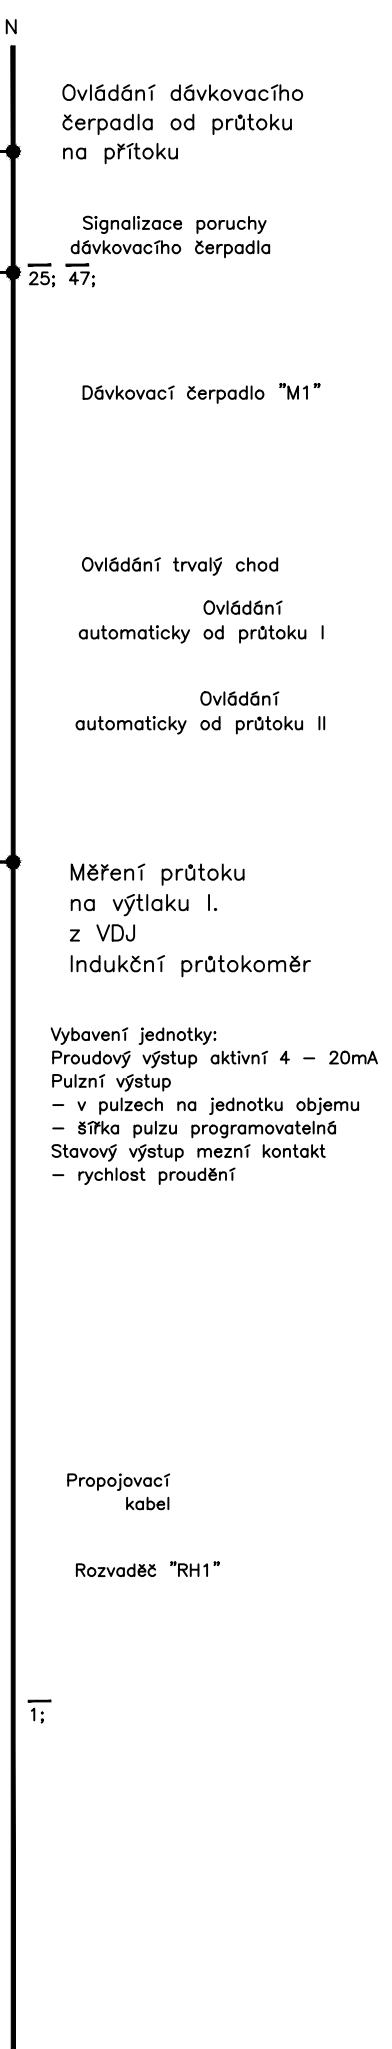 N
Ovládání dávkovacího
čerpadla od průtoku
na přítoku
Signalizace poruchy
dávkovacího čerpadla
25; 47;
Dávkovací čerpadlo "M1"
Ovládání trvalý chod
Ovládání
automaticky od průtoku I
Ovládání
automaticky od průtoku II
Měření průtoku
na výtlaku I.
z VDJ
Indukční průtokoměr
Vybavení jednotky:
Proudový výstup aktivní 4 – 20mA
Pulzní výstup
– v pulzech na jednotku objemu
– šířka pulzu programovatelná
Stavový výstup mezní kontakt
– rychlost proudění
Propojovací
kabel
Rozvaděč "RH1"
1;